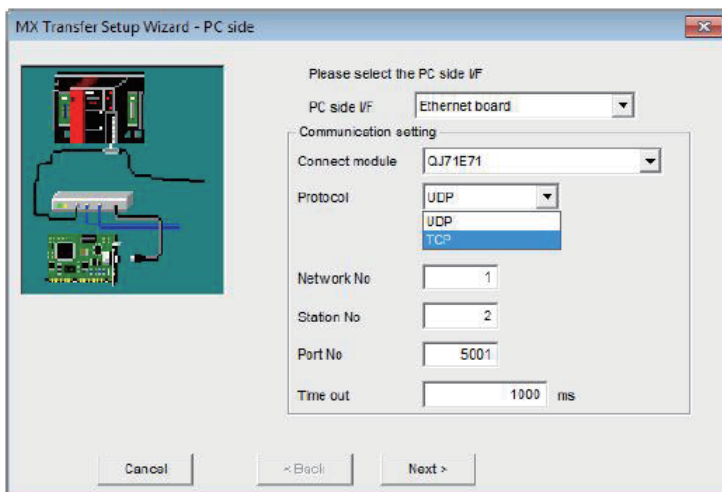 MX Transfer Setup Wizard - PC side
Please select the PC side I/F
PC side I/F Ethernet board
Communication setting
Connect module QJ71E71
Protocol UDP
UDP
TCP
Network No 1
Station No 2
Port No 5001
Time out 1000 ms
Cancel < Back Next >